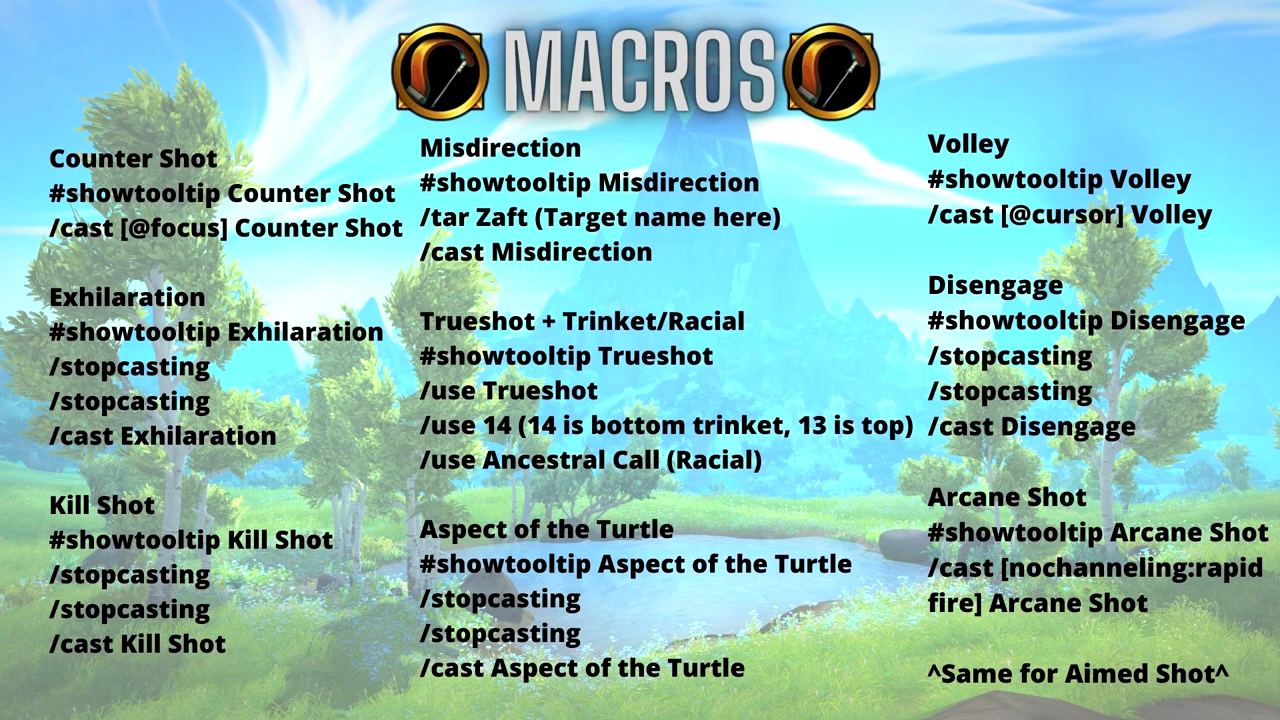 MACROS
Counter Shot
#showtooltip Counter Shot
/cast [@focus] Counter Shot
Exhilaration
#showtooltip Exhilaration
/stopcasting
/stopcasting
/cast Exhilaration
Kill Shot
#showtooltip Kill Shot
/stopcasting
/stopcasting
/cast Kill Shot
Misdirection
#showtooltip Misdirection
/tar Zaft (Target name here)
/cast Misdirection
Trueshot + Trinket/Racial
#showtooltip Trueshot
/use Trueshot
/use 14 (14 is bottom trinket, 13 is top)
/use Ancestral Call (Racial)
Aspect of the Turtle
#showtooltip Aspect of the Turtle
/stopcasting
/stopcasting
/cast Aspect of the Turtle
Volley
#showtooltip Volley
/cast [@cursor] Volley
Disengage
#showtooltip Disengage
/stopcasting
/stopcasting
/cast Disengage
Arcane Shot
#showtooltip Arcane Shot
/cast [nochanneling:rapid
fire] Arcane Shot
^Same for Aimed Shot^